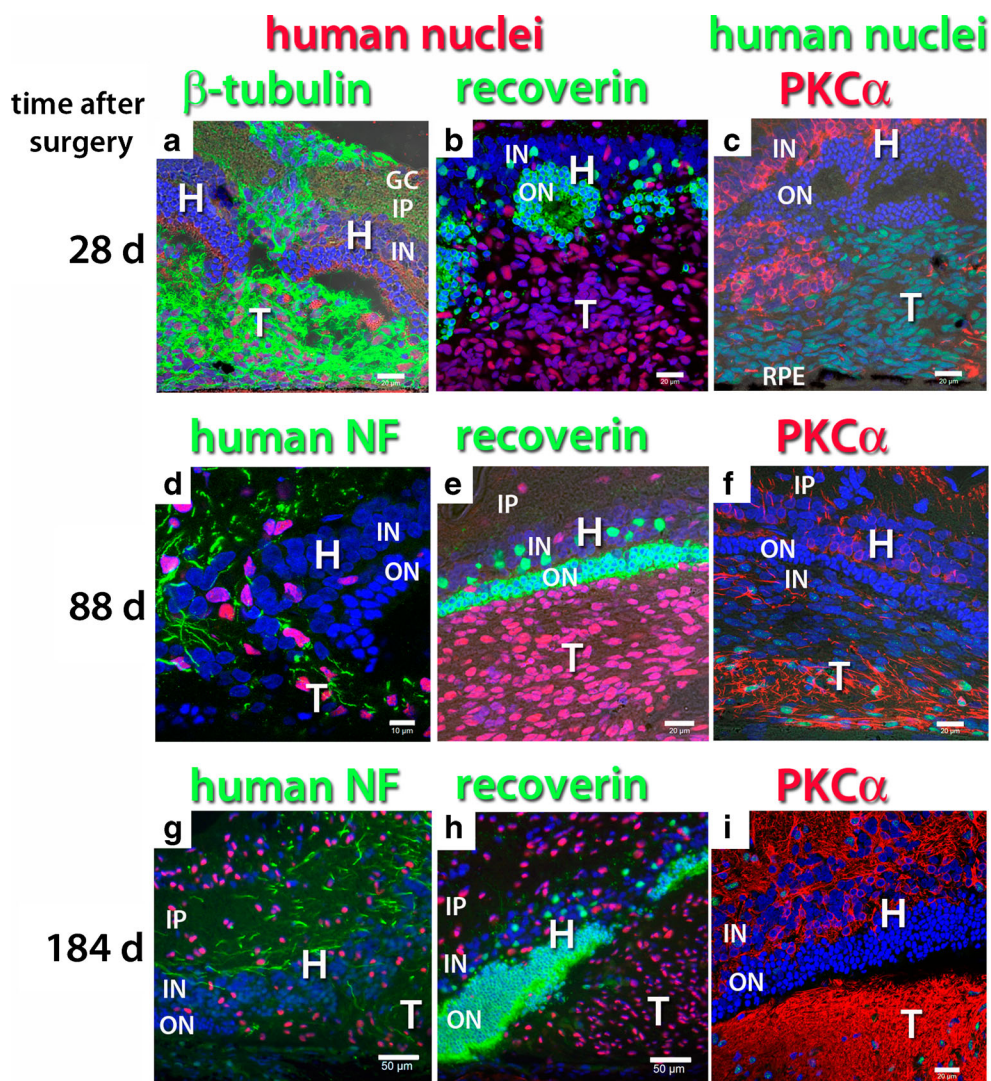 human nuclei
human nuclei
time after
surgery
β-tubulin
recoverin
PKCα
28 d
a
H
GC
IP
H
IN
T
20 µm
b
IN
H
ON
T
20 µm
c
IN
H
ON
T
RPE
20 µm
human NF
recoverin
PKCα
88 d
d
H
IN
ON
T
10 µm
e
IP
H
IN
ON
T
20 µm
f
IP
ON
H
IN
T
20 µm
human NF
recoverin
PKCα
184 d
g
IP
H
IN
ON
T
50 µm
h
IP
H
IN
ON
T
50 µm
i
H
IN
ON
T
20 µm